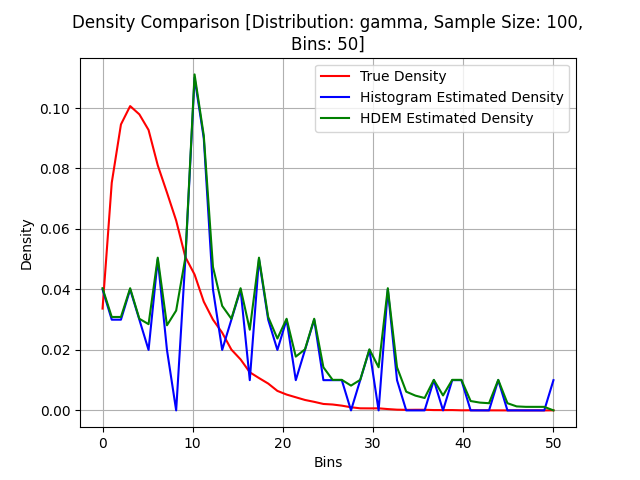 Density Comparison [Distribution: gamma, Sample Size: 100,
Bins: 50]
True Density
Histogram Estimated Density
HDEM Estimated Density
Density
0.10
0.08
0.06
0.04
0.02
0.00
0 10 20 30 40 50
Bins